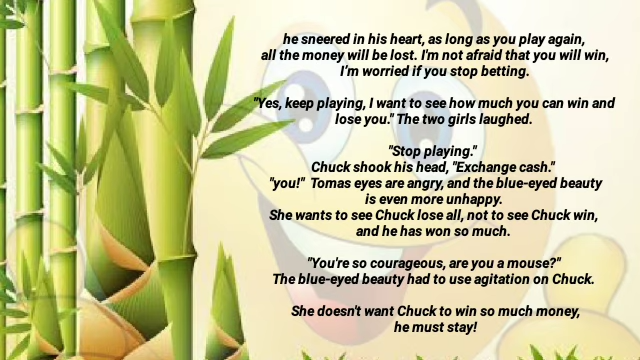 he sneered in his heart, as long as you play again,
all the money will be lost. I'm not afraid that you will win,
I'm worried if you stop betting.
"Yes, keep playing, I want to see how much you can win and
lose you." The two girls laughed.
"Stop playing."
Chuck shook his head, "Exchange cash."
"you!" Tomas eyes are angry, and the blue-eyed beauty
is even more unhappy.
She wants to see Chuck lose all, not to see Chuck win,
and he has won so much.
"You're so courageous, are you a mouse?"
The blue-eyed beauty had to use agitation on Chuck.
She doesn't want Chuck to win so much money,
he must stay!